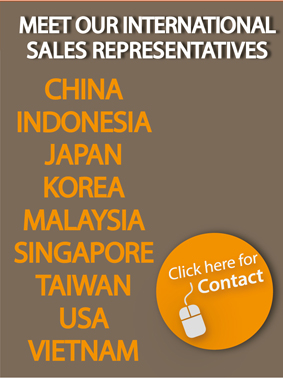 MEET OUR INTERNATIONAL
SALES REPRESENTATIVES
CHINA
INDONESIA
JAPAN
KOREA
MALAYSIA
SINGAPORE
TAIWAN
USA
VIETNAM
Click here for
Contact